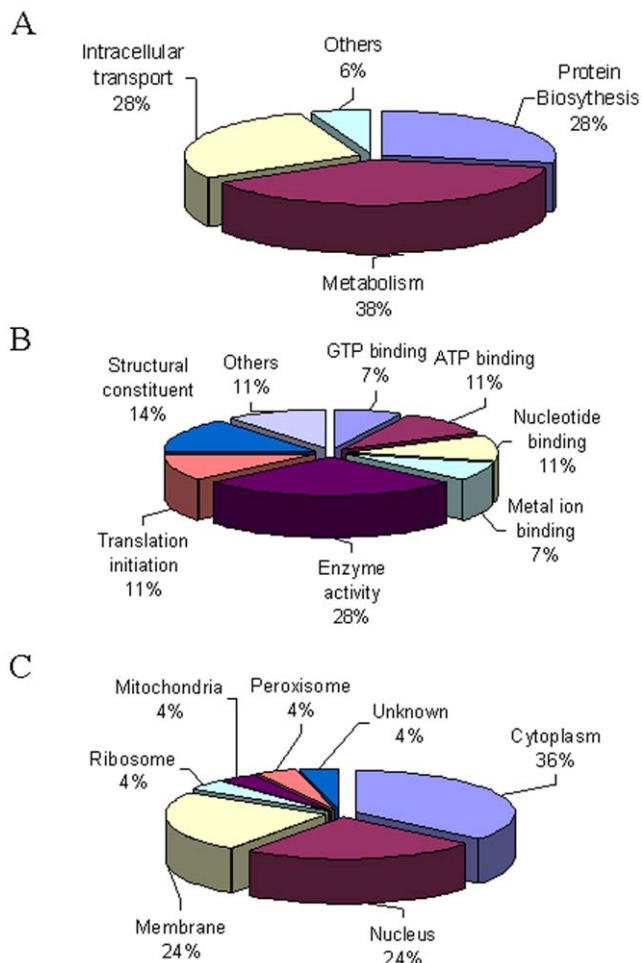 A
Intracellular
transport
28%
Others
6%
Protein
Biosythesis
28%
Metabolism
38%
B
Structural
constituent
14%
Others
11%
GTP binding
7%
ATP binding
11%
Nucleotide
binding
11%
Metal ion
binding
7%
Enzyme
activity
28%
Translation
initiation
11%
C
Mitochondria
4%
Peroxisome
4%
Unknown
4%
Cytoplasm
36%
Ribosome
4%
Membrane
24%
Nucleus
24%